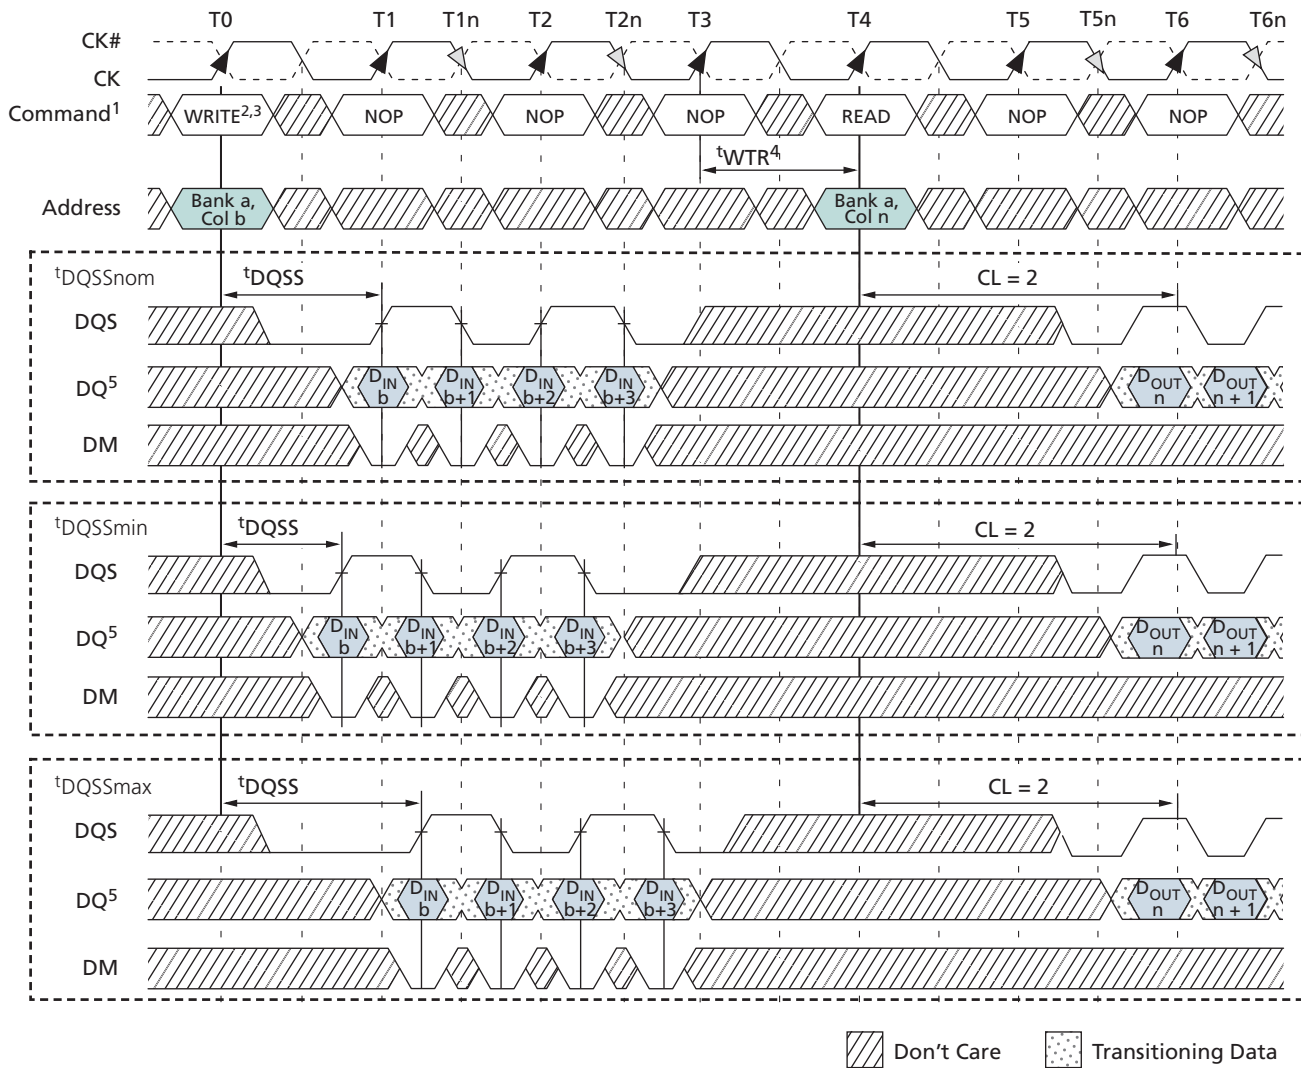 T0 T1 T1n T2 T2n T3 T4 T5 T5n T6 T6n
CK#
CK
Command1 WRITE2,3 NOP NOP NOP READ NOP NOP
tWTR4
Address Bank a, Col b Bank a, Col n
tDQSSnom tDQSS CL = 2
DQS
DQ5 DIN b DIN b+1 DIN b+2 DIN b+3 DOUT n DOUT n + 1
DM
tDQSSmin tDQSS CL = 2
DQS
DQ5 DIN b DIN b+1 DIN b+2 DIN b+3 DOUT n DOUT n + 1
DM
tDQSSmax tDQSS CL = 2
DQS
DQ5 DIN b DIN b+1 DIN b+2 DIN b+3 DOUT n DOUT n + 1
DM
Don't Care Transitioning Data